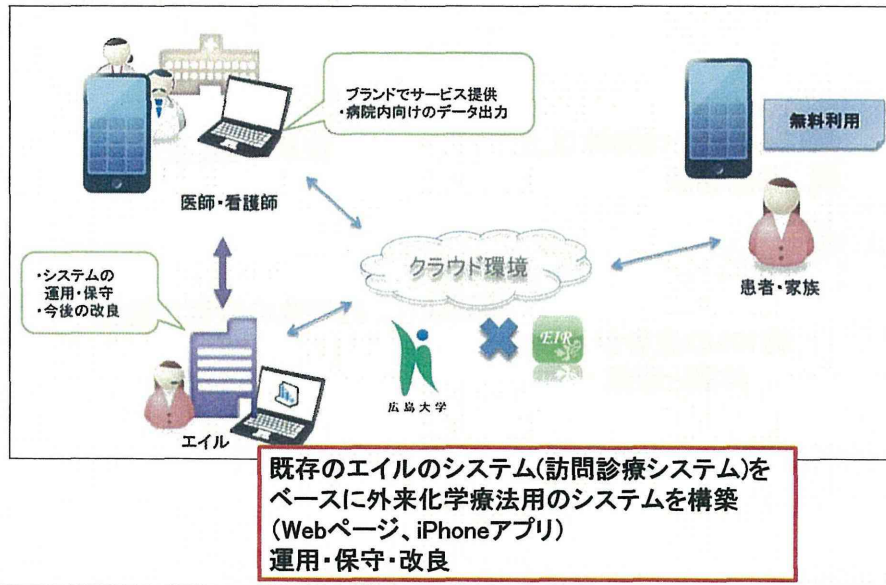 ブランドでサービス提供
・病院内向けのデータ出力
無料利用
医師・看護師
・システムの
運用・保守
・今後の改良
クラウド環境
患者・家族
EIR
広島大学
エイル
既存のエイルのシステム(訪問診療システム)を
ベースに外来化学療法用のシステムを構築
(Webページ、iPhoneアプリ)
運用・保守・改良